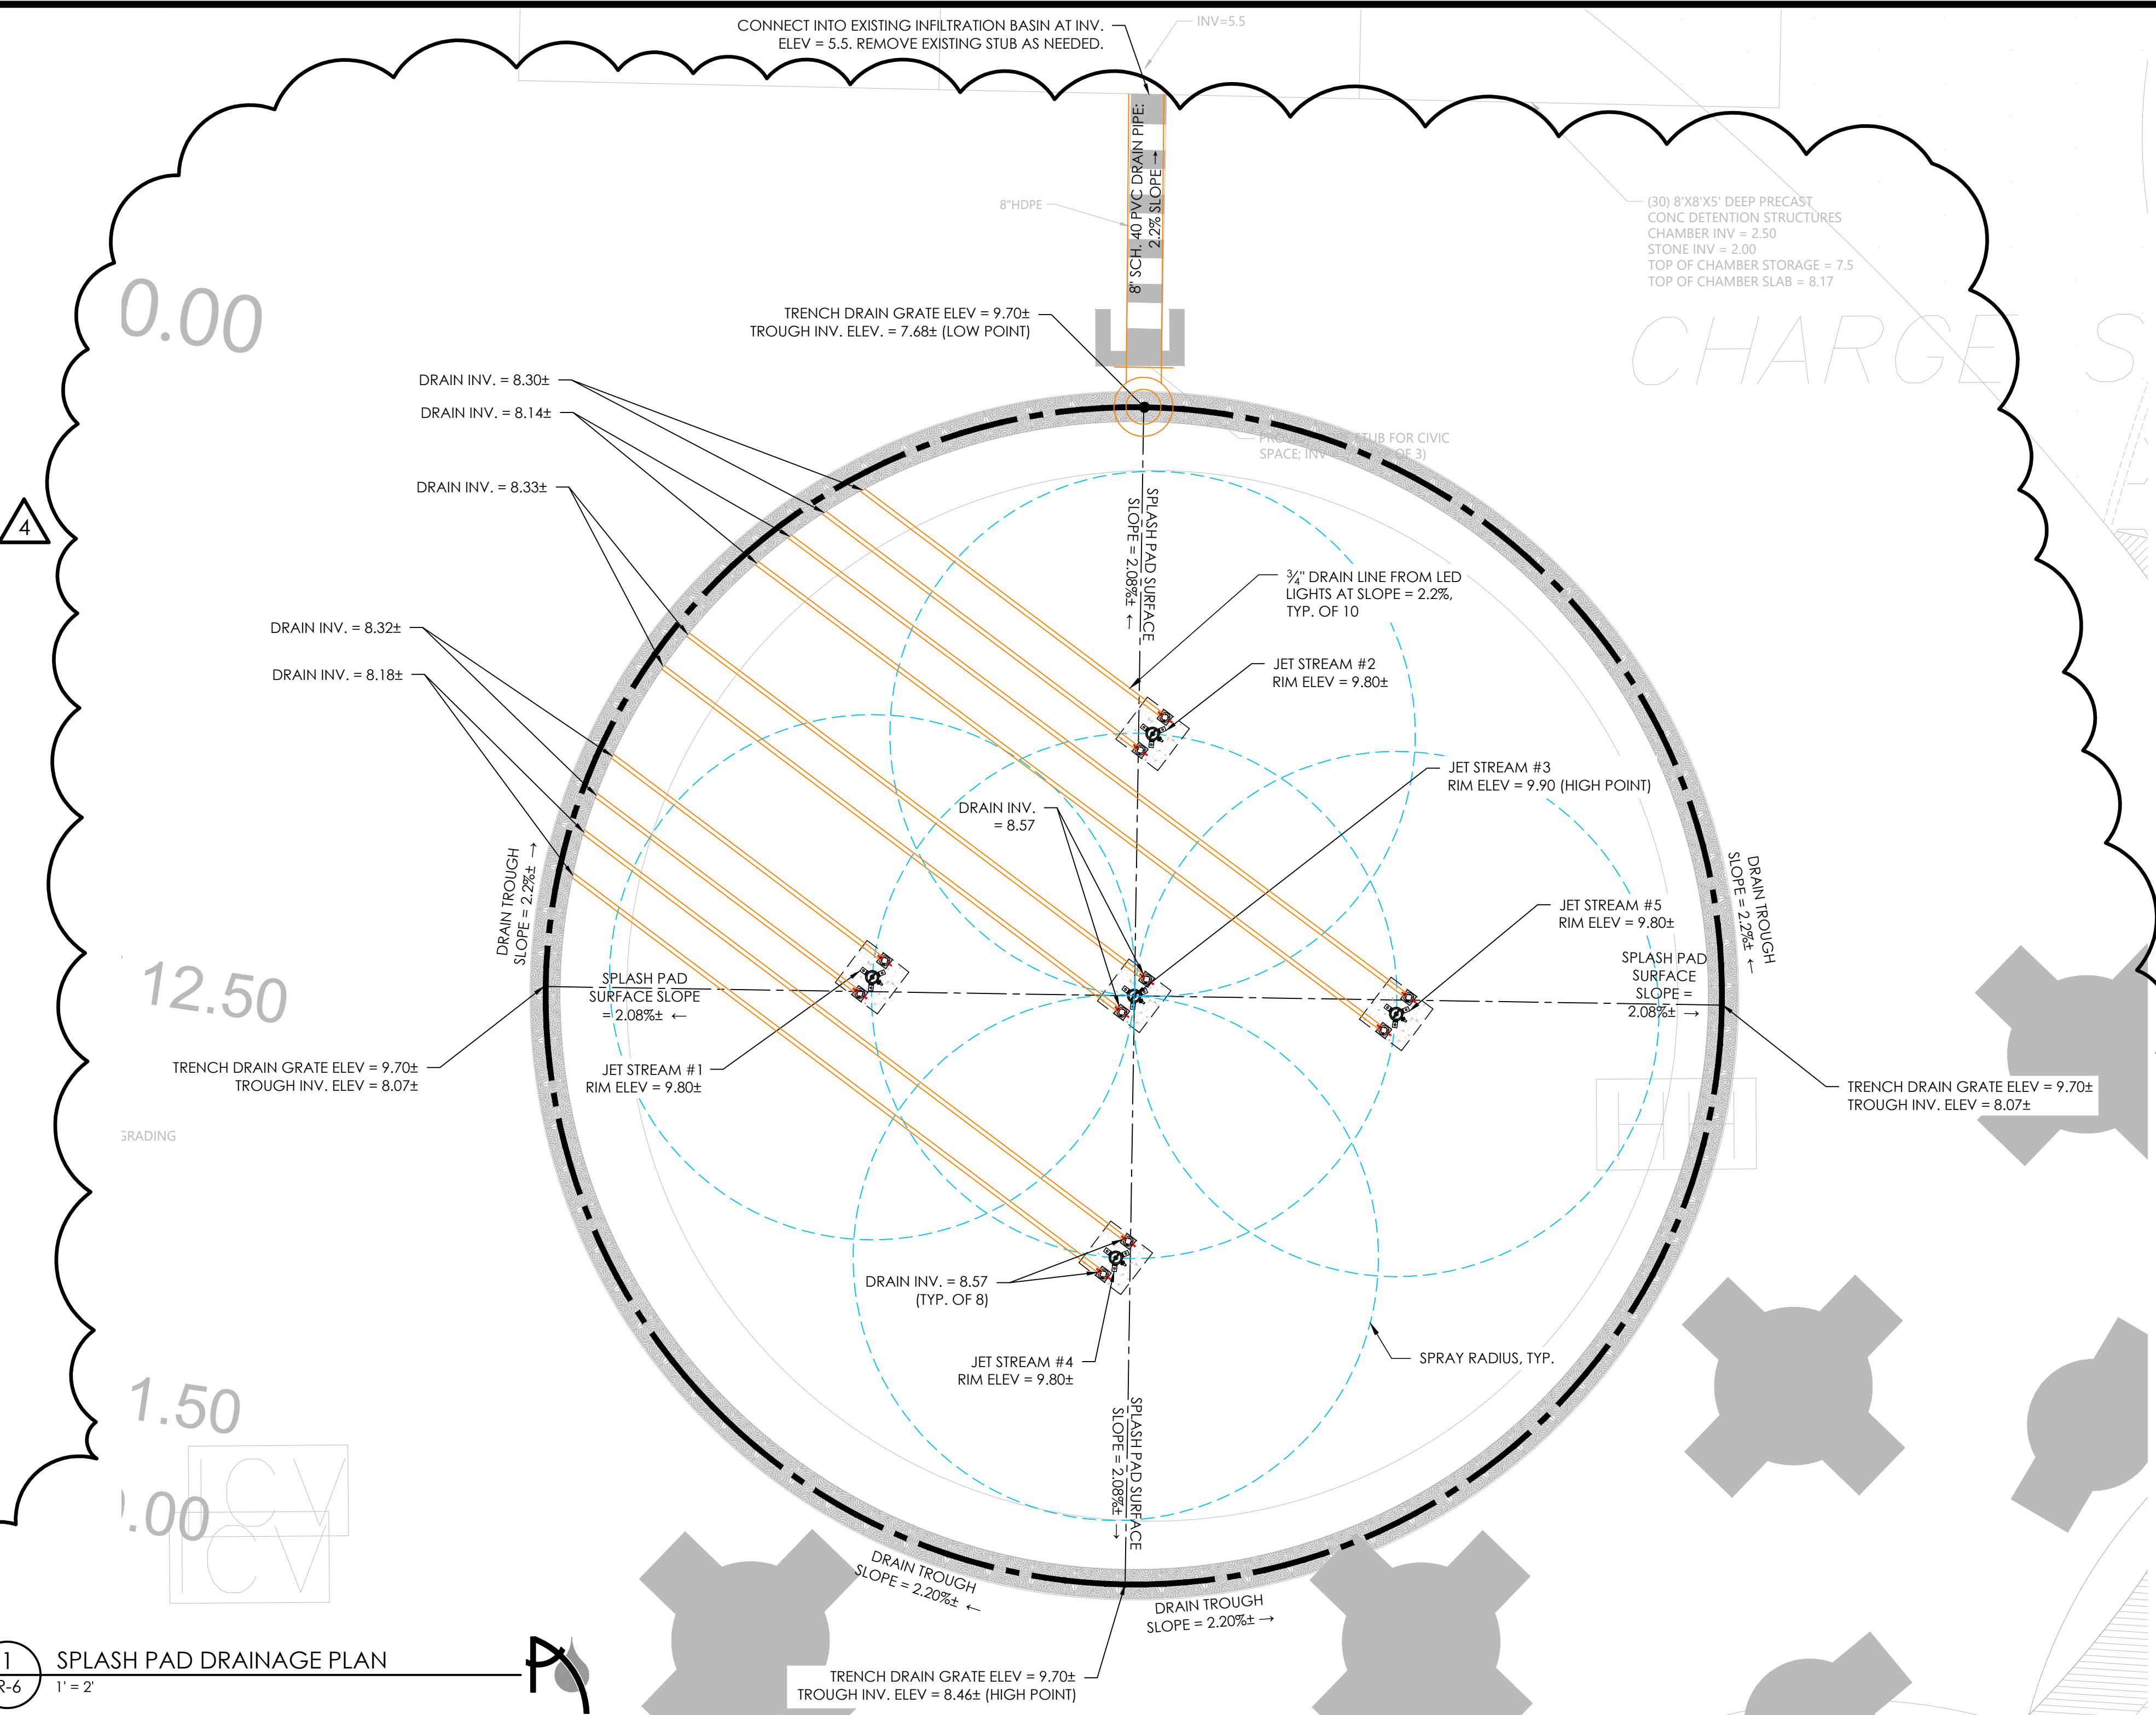 CONNECT INTO EXISTING INFILTRATION BASIN AT INV.
ELEV = 5.5. REMOVE EXISTING STUB AS NEEDED.
INV=5.5
8" SCH. 40 PVC DRAIN PIPE;
2.2% SLOPE →
8"HDPE
(30) 8'X8'X5' DEEP PRECAST
CONC DETENTION STRUCTURES
CHAMBER INV = 2.50
STONE INV = 2.00
TOP OF CHAMBER STORAGE = 7.5
TOP OF CHAMBER SLAB = 8.17
0.00
TRENCH DRAIN GRATE ELEV = 9.70±
TROUGH INV. ELEV. = 7.68± (LOW POINT)
CHARGE S
DRAIN INV. = 8.30±
DRAIN INV. = 8.14±
STUB FOR CIVIC
SPACE; INV OF 3)
DRAIN INV. = 8.33±
4
SPLASH PAD SURFACE
SLOPE = 2.08%± ←
¾" DRAIN LINE FROM LED
LIGHTS AT SLOPE = 2.2%,
TYP. OF 10
DRAIN INV. = 8.32±
DRAIN INV. = 8.18±
JET STREAM #2
RIM ELEV = 9.80±
JET STREAM #3
RIM ELEV = 9.90 (HIGH POINT)
DRAIN INV.
= 8.57
DRAIN TROUGH
SLOPE = 2.2%± →
DRAIN TROUGH
SLOPE = 2.2%± ←
JET STREAM #5
RIM ELEV = 9.80±
SPLASH PAD
SURFACE
SLOPE =
2.08%± →
SPLASH PAD
SURFACE SLOPE
= 2.08%± ←
12.50
TRENCH DRAIN GRATE ELEV = 9.70±
TROUGH INV. ELEV = 8.07±
JET STREAM #1
RIM ELEV = 9.80±
TRENCH DRAIN GRATE ELEV = 9.70±
TROUGH INV. ELEV = 8.07±
HH
GRADING
DRAIN INV. = 8.57
(TYP. OF 8)
JET STREAM #4
RIM ELEV = 9.80±
SPRAY RADIUS, TYP.
1.50
SPLASH PAD SURFACE
SLOPE = 2.08%± →
ICV
.00
CV
DRAIN TROUGH
SLOPE = 2.20%± ←
DRAIN TROUGH
SLOPE = 2.20%± →
1
R-6
SPLASH PAD DRAINAGE PLAN
1' = 2'
TRENCH DRAIN GRATE ELEV = 9.70±
TROUGH INV. ELEV = 8.46± (HIGH POINT)